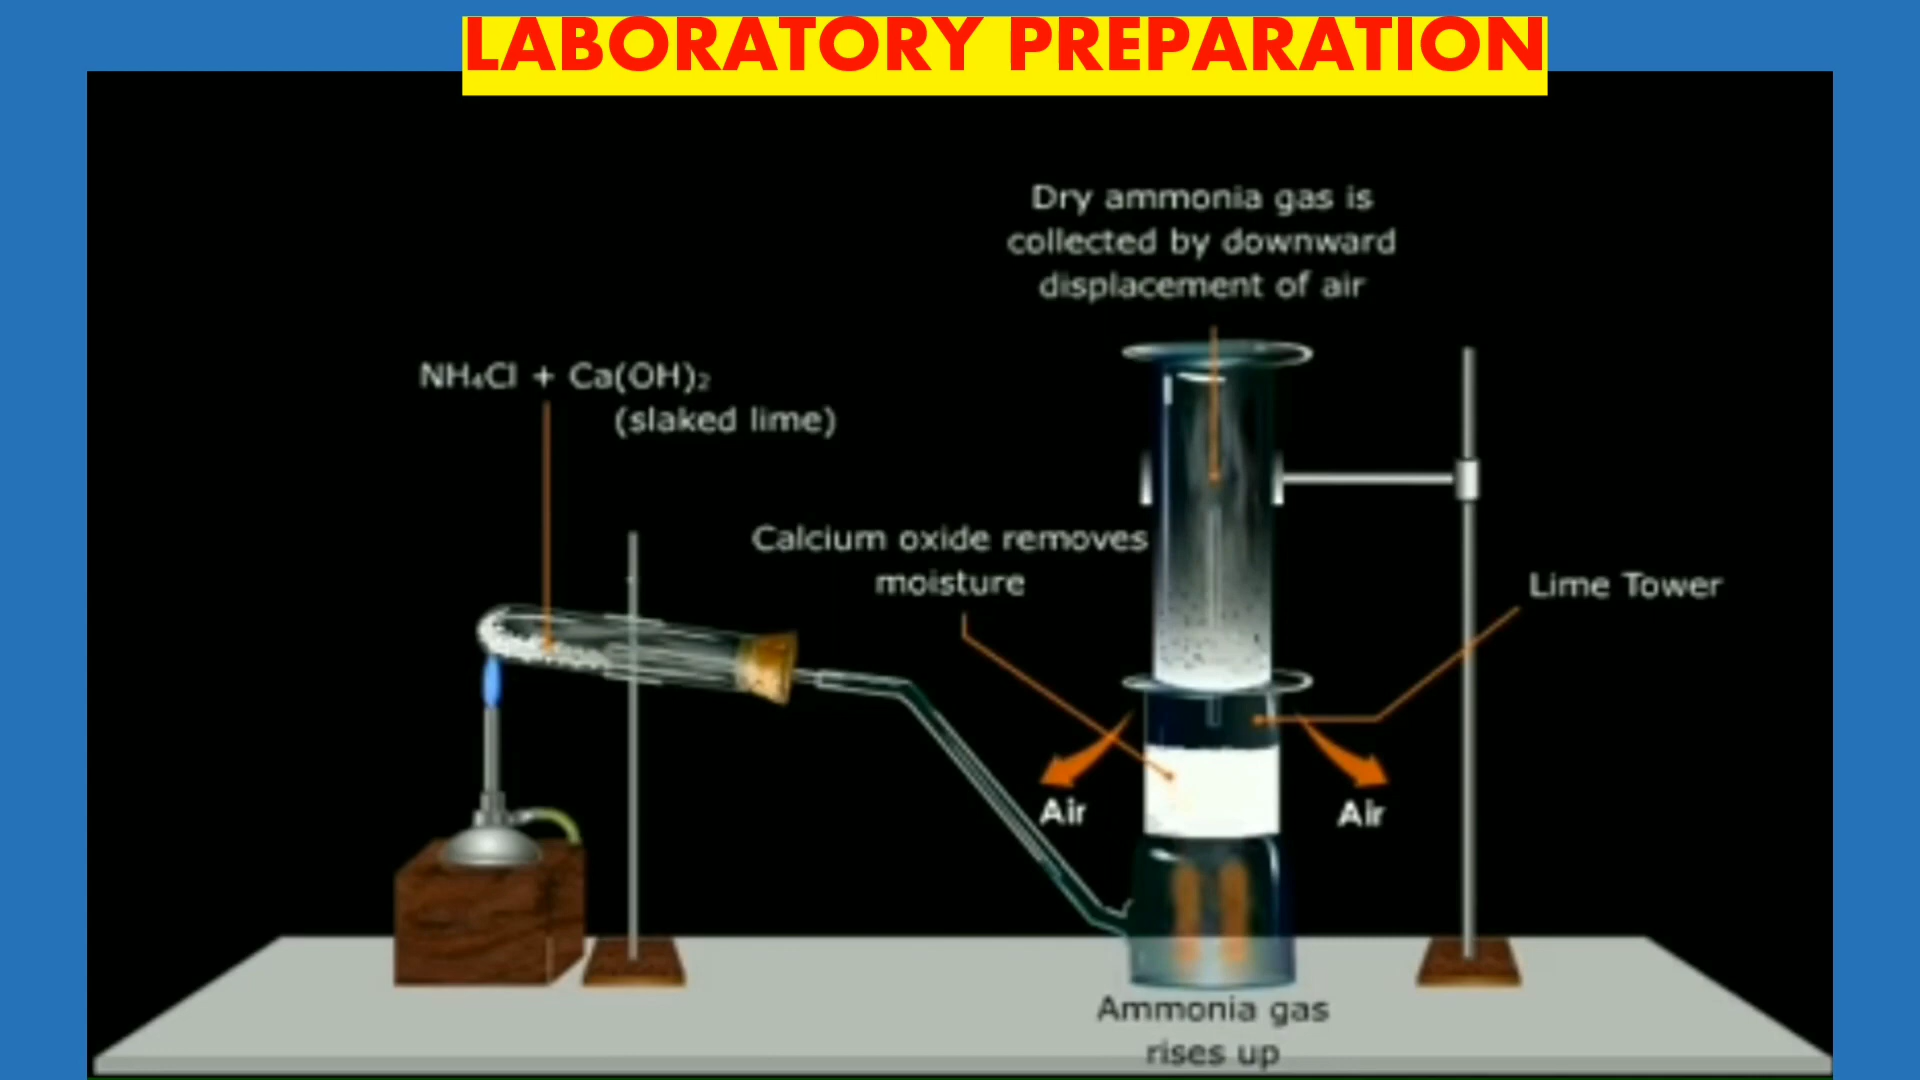 LABORATORY PREPARATION
Dry ammonia gas is
collected by downward
displacement of air
NH₄Cl + Ca(OH)₂
(slaked lime)
Calcium oxide removes
moisture
Lime Tower
Air
Air
Ammonia gas
rises up